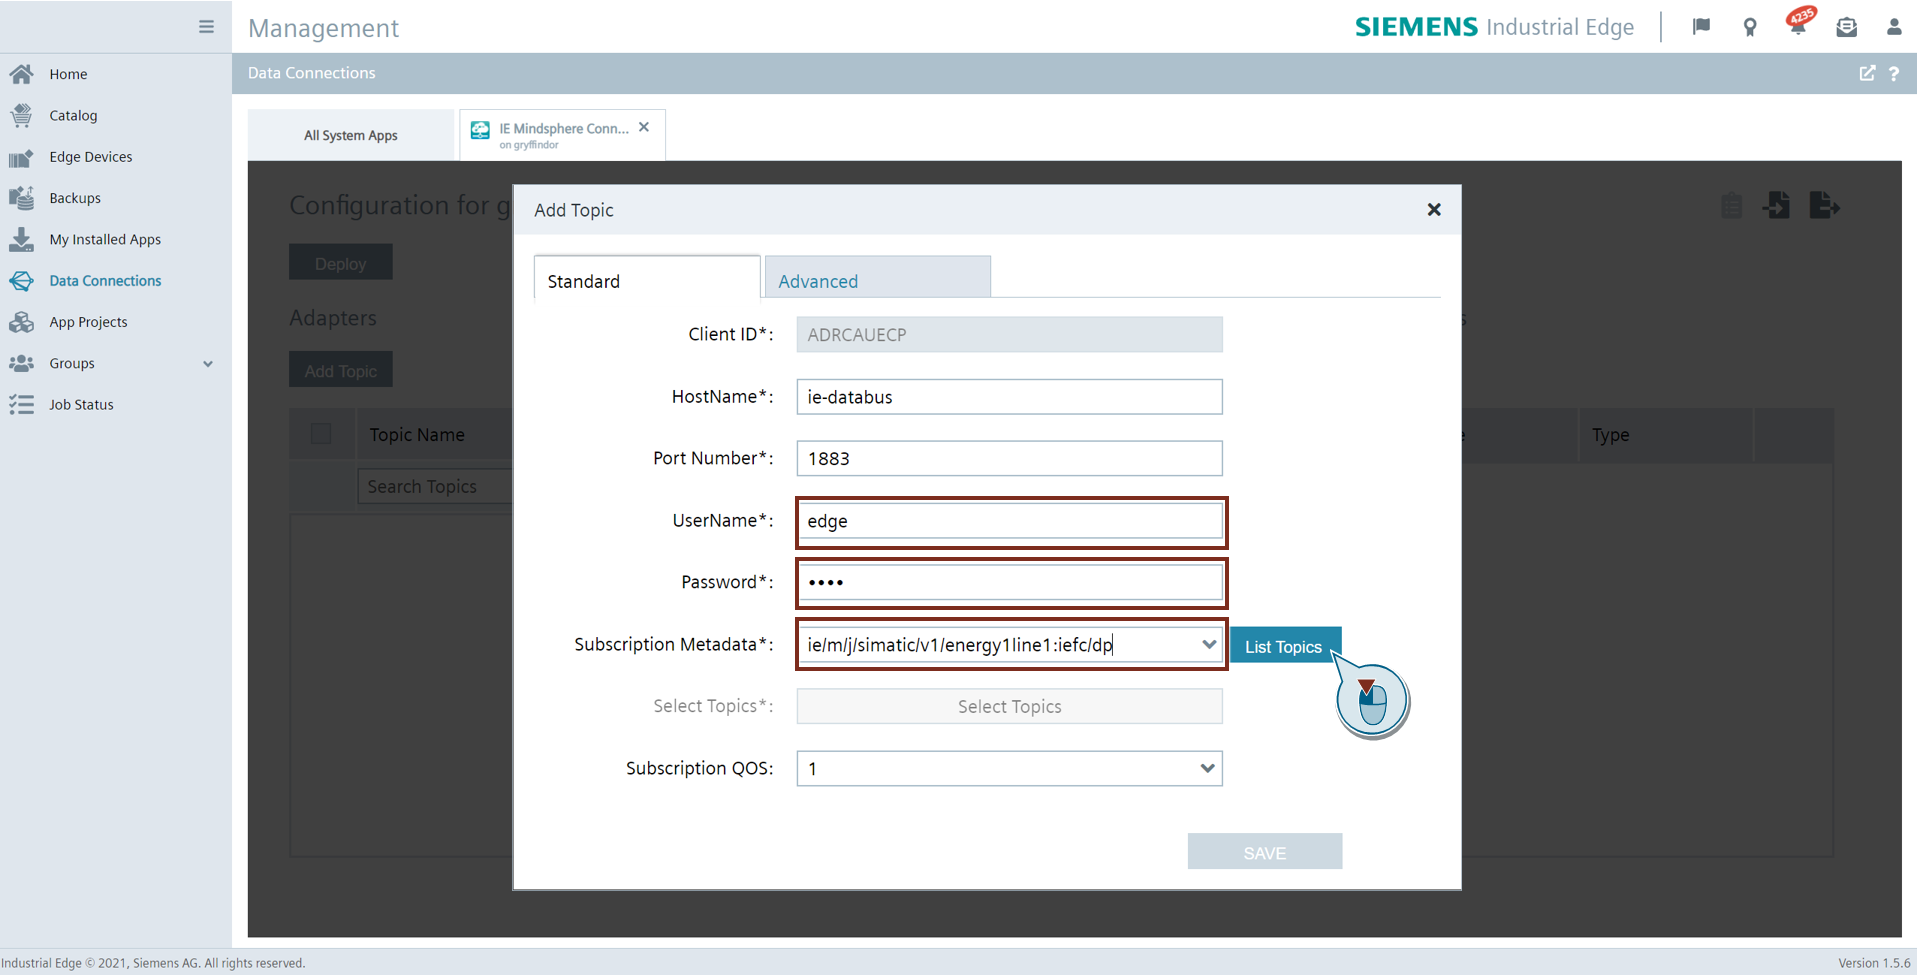 Management
SIEMENS Industrial Edge
4235
Home
Catalog
Edge Devices
Backups
My Installed Apps
Data Connections
App Projects
Groups
Job Status
Data Connections
?
All System Apps
IE Mindsphere Conn...
on gryffindor
Configuration for g
Deploy
Adapters
Add Topic
Topic Name
Type
Search Topics
Add Topic
Standard
Advanced
Client ID*: ADRCAUECP
HostName*: ie-databus
Port Number*: 1883
UserName*: edge
Password*: ••••
Subscription Metadata*: ie/m/j/simatic/v1/energy1line1:iefc/dp
List Topics
Select Topics*: Select Topics
Subscription QOS: 1
SAVE
Industrial Edge © 2021, Siemens AG. All rights reserved.
Version 1.5.6